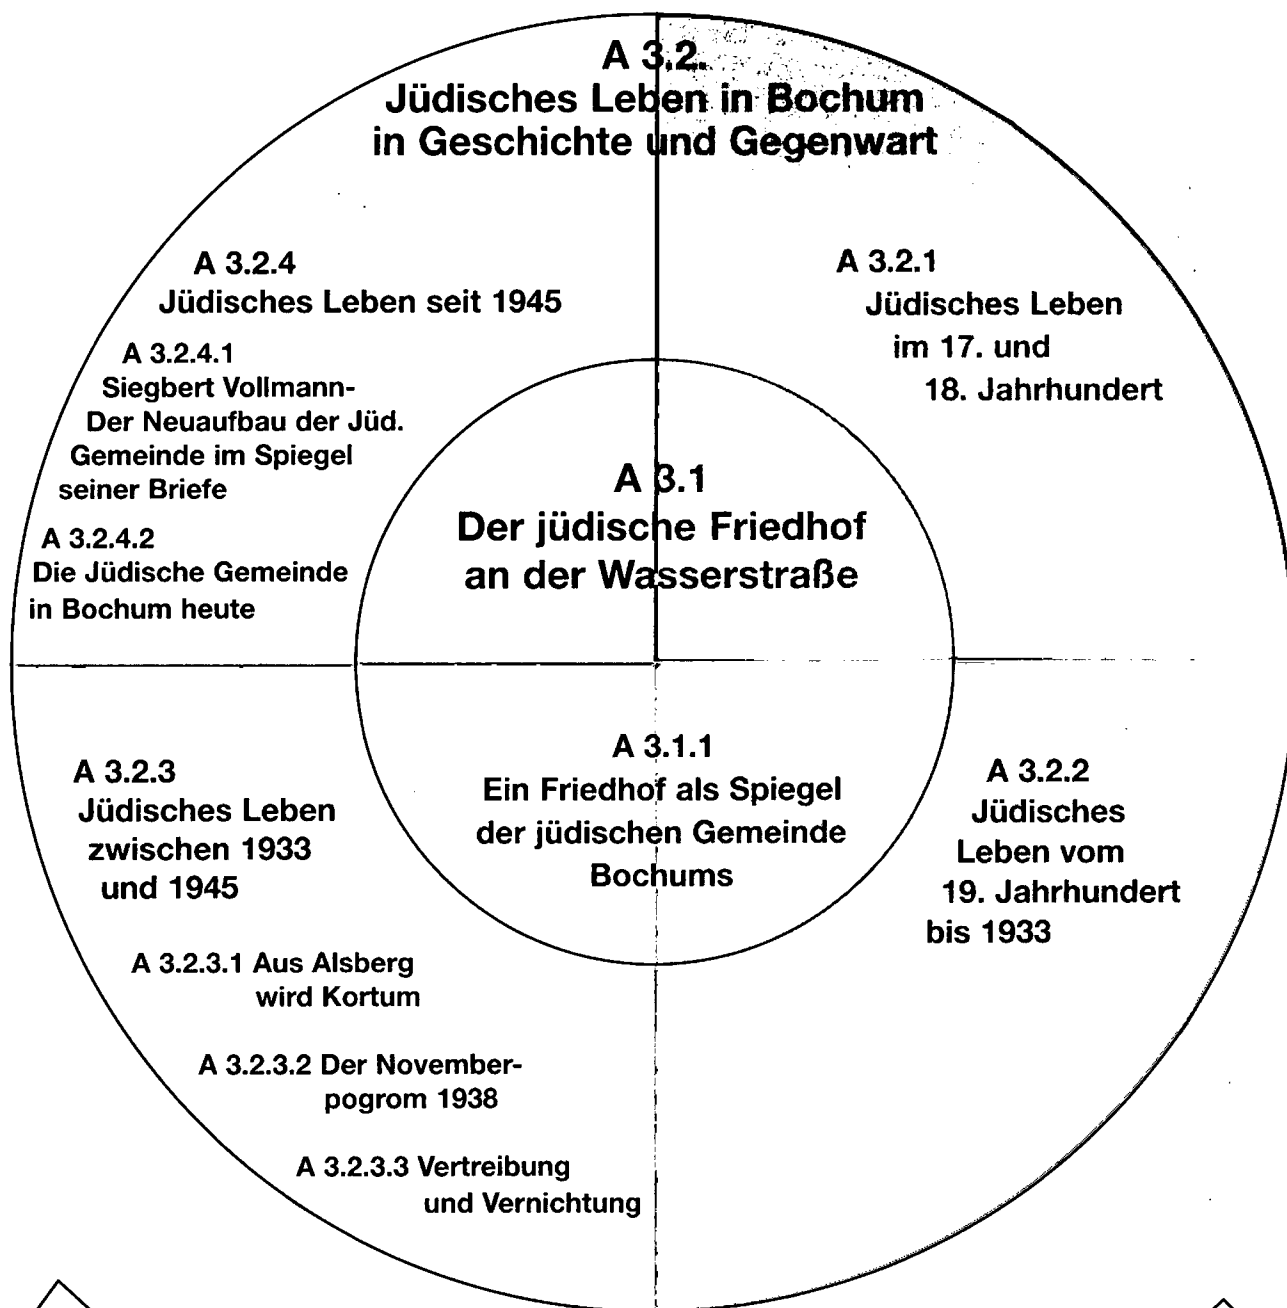 A 3.2.
Jüdisches Leben in Bochum
in Geschichte und Gegenwart
A 3.2.4
Jüdisches Leben seit 1945
A 3.2.4.1
Siegbert Vollmann-
Der Neuaufbau der Jüd.
Gemeinde im Spiegel
seiner Briefe
A 3.2.4.2
Die Jüdische Gemeinde
in Bochum heute
A 3.2.1
Jüdisches Leben
im 17. und
18. Jahrhundert
A 3.1
Der jüdische Friedhof
an der Wasserstraße
A 3.1.1
Ein Friedhof als Spiegel
der jüdischen Gemeinde
Bochums
A 3.2.3
Jüdisches Leben
zwischen 1933
und 1945
A 3.2.3.1 Aus Alsberg
wird Kortum
A 3.2.3.2 Der November-
pogrom 1938
A 3.2.3.3 Vertreibung
und Vernichtung
A 3.2.2
Jüdisches
Leben vom
19. Jahrhundert
bis 1933